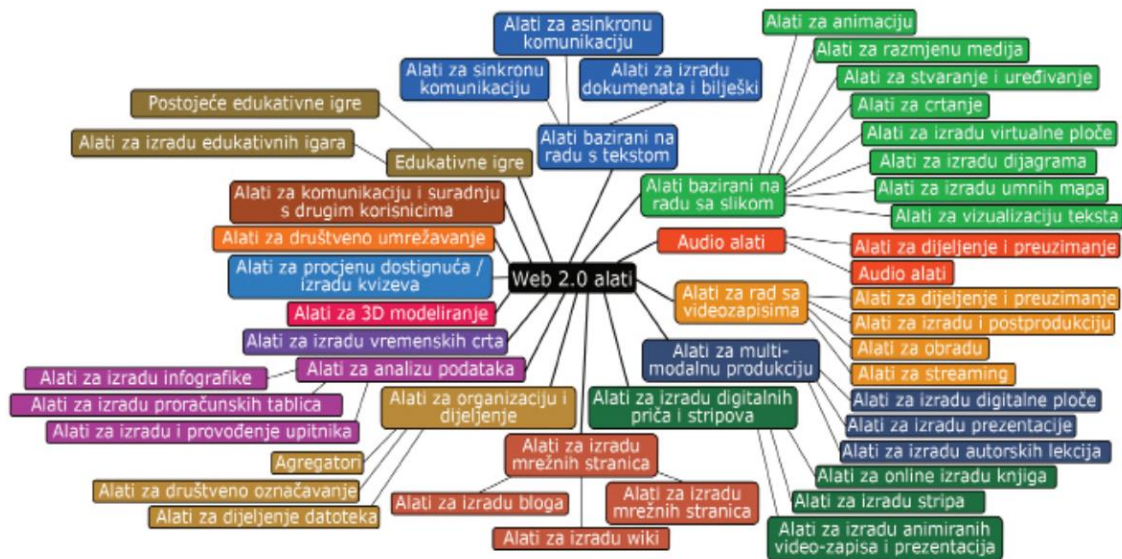 Alati za asinkronu
komunikaciju
Alati za sinkronu
komunikaciju
Alati za izradu
dokumenata i bilješki
Alati bazirani na
radu s tekstom
Alati za animaciju
Alati za razmjenu medija
Alati za stvaranje i uređivanje
Alati za crtanje
Alati za izradu virtualne ploče
Alati za izradu dijagrama
Alati za izradu umnih mapa
Alati za vizualizaciju teksta
Alati bazirani na
radu sa slikom
Postojeće edukativne igre
Alati za izradu edukativnih igara
Edukativne igre
Alati za komunikaciju i suradnju
s drugim korisnicima
Alati za društveno umrežavanje
Alati za procjenu dostignuća /
izradu kvizeva
Alati za 3D modeliranje
Alati za izradu vremenskih crta
Web 2.0 alati
Audio alati
Alati za dijeljenje i preuzimanje
Audio alati
Alati za rad sa
videozapisima
Alati za dijeljenje i preuzimanje
Alati za izradu i postprodukciju
Alati za obradu
Alati za streaming
Alati za multi-
modalnu produkciju
Alati za izradu digitalne ploče
Alati za izradu prezentacije
Alati za izradu autorskih lekcija
Alati za analizu podataka
Alati za izradu infografike
Alati za izradu proračunskih tablica
Alati za izradu i provođenje upitnika
Alati za organizaciju i
dijeljenje
Agregatori
Alati za društveno označavanje
Alati za dijeljenje datoteka
Alati za izradu digitalnih
priča i stripova
Alati za online izradu knjiga
Alati za izradu stripa
Alati za izradu animiranih
video-zapisa i prezentacija
Alati za izradu
mrežnih stranica
Alati za izradu bloga
Alati za izradu
mrežnih stranica
Alati za izradu wiki